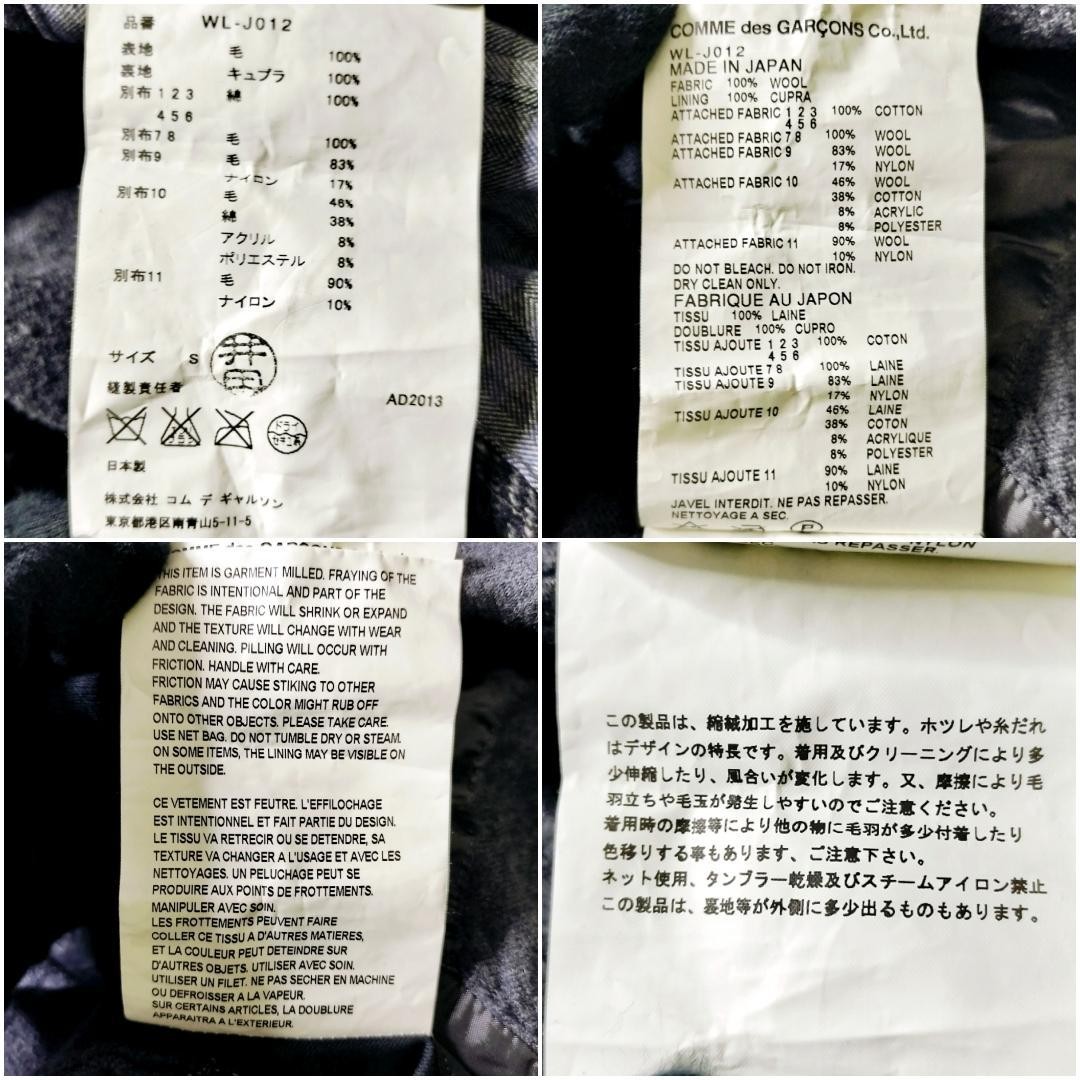 品番 WL-J012
表地 毛 100%
裏地 キュプラ 100%
別布 1 2 3 綿 100%
4 5 6
別布 7 8 毛 100%
別布 9 毛 83%
ナイロン 17%
別布10 毛 46%
綿 38%
アクリル 8%
ポリエステル 8%
別布11 毛 90%
ナイロン 10%
サイズ S
縫製責任者
AD2013
ドライ
セキユ系
日本製
株式会社 コム デ ギャルソン
東京都港区南青山5-11-5
COMME des GARÇONS Co.,Ltd.
WL-J012
MADE IN JAPAN
FABRIC 100% WOOL
LINING 100% CUPRA
ATTACHED FABRIC 1 2 3 100% COTTON
4 5 6
ATTACHED FABRIC 7 8 100% WOOL
ATTACHED FABRIC 9 83% WOOL
17% NYLON
ATTACHED FABRIC 10 46% WOOL
38% COTTON
8% ACRYLIC
8% POLYESTER
ATTACHED FABRIC 11 90% WOOL
10% NYLON
DO NOT BLEACH. DO NOT IRON.
DRY CLEAN ONLY.
FABRIQUE AU JAPON
TISSU 100% LAINE
DOUBLURE 100% CUPRO
TISSU AJOUTE 1 2 3 100% COTON
4 5 6
TISSU AJOUTE 7 8 100% LAINE
TISSU AJOUTE 9 83% LAINE
17% NYLON
TISSU AJOUTE 10 46% LAINE
38% COTON
8% ACRYLIQUE
8% POLYESTER
TISSU AJOUTE 11 90% LAINE
10% NYLON
JAVEL INTERDIT. NE PAS REPASSER.
NETTOYAGE A SEC.
P
COMME des GARÇONS
THIS ITEM IS GARMENT MILLED. FRAYING OF THE
FABRIC IS INTENTIONAL AND PART OF THE
DESIGN. THE FABRIC WILL SHRINK OR EXPAND
AND THE TEXTURE WILL CHANGE WITH WEAR
AND CLEANING. PILLING WILL OCCUR WITH
FRICTION. HANDLE WITH CARE.
FRICTION MAY CAUSE STIKING TO OTHER
FABRICS AND THE COLOR MIGHT RUB OFF
ONTO OTHER OBJECTS. PLEASE TAKE CARE.
USE NET BAG. DO NOT TUMBLE DRY OR STEAM.
ON SOME ITEMS, THE LINING MAY BE VISIBLE ON
THE OUTSIDE.
CE VETEMENT EST FEUTRE. L'EFFILOCHAGE
EST INTENTIONNEL ET FAIT PARTIE DU DESIGN.
LE TISSU VA RETRECIR OU SE DETENDRE, SA
TEXTURE VA CHANGER A L'USAGE ET AVEC LES
NETTOYAGES. UN PELUCHAGE PEUT SE
PRODUIRE AUX POINTS DE FROTTEMENTS.
MANIPULER AVEC SOIN.
LES FROTTEMENTS PEUVENT FAIRE
COLLER CE TISSU A D'AUTRES MATIERES,
ET LA COULEUR PEUT DETEINDRE SUR
D'AUTRES OBJETS. UTILISER AVEC SOIN.
UTILISER UN FILET. NE PAS SECHER EN MACHINE
OU DEFROISSER A LA VAPEUR.
SUR CERTAINS ARTICLES, LA DOUBLURE
APPARAITRA A L'EXTERIEUR.
NYLON
REPASSER
この製品は、縮絨加工を施しています。ホツレや糸だれ
はデザインの特長です。着用及びクリーニングにより多
少伸縮したり、風合いが変化します。又、摩擦により毛
羽立ちや毛玉が発生しやすいのでご注意ください。
着用時の摩擦等により他の物に毛羽が多少付着したり
色移りする事もあります、ご注意下さい。
ネット使用、タンブラー乾燥及びスチームアイロン禁止
この製品は、裏地等が外側に多少出るものもあります。